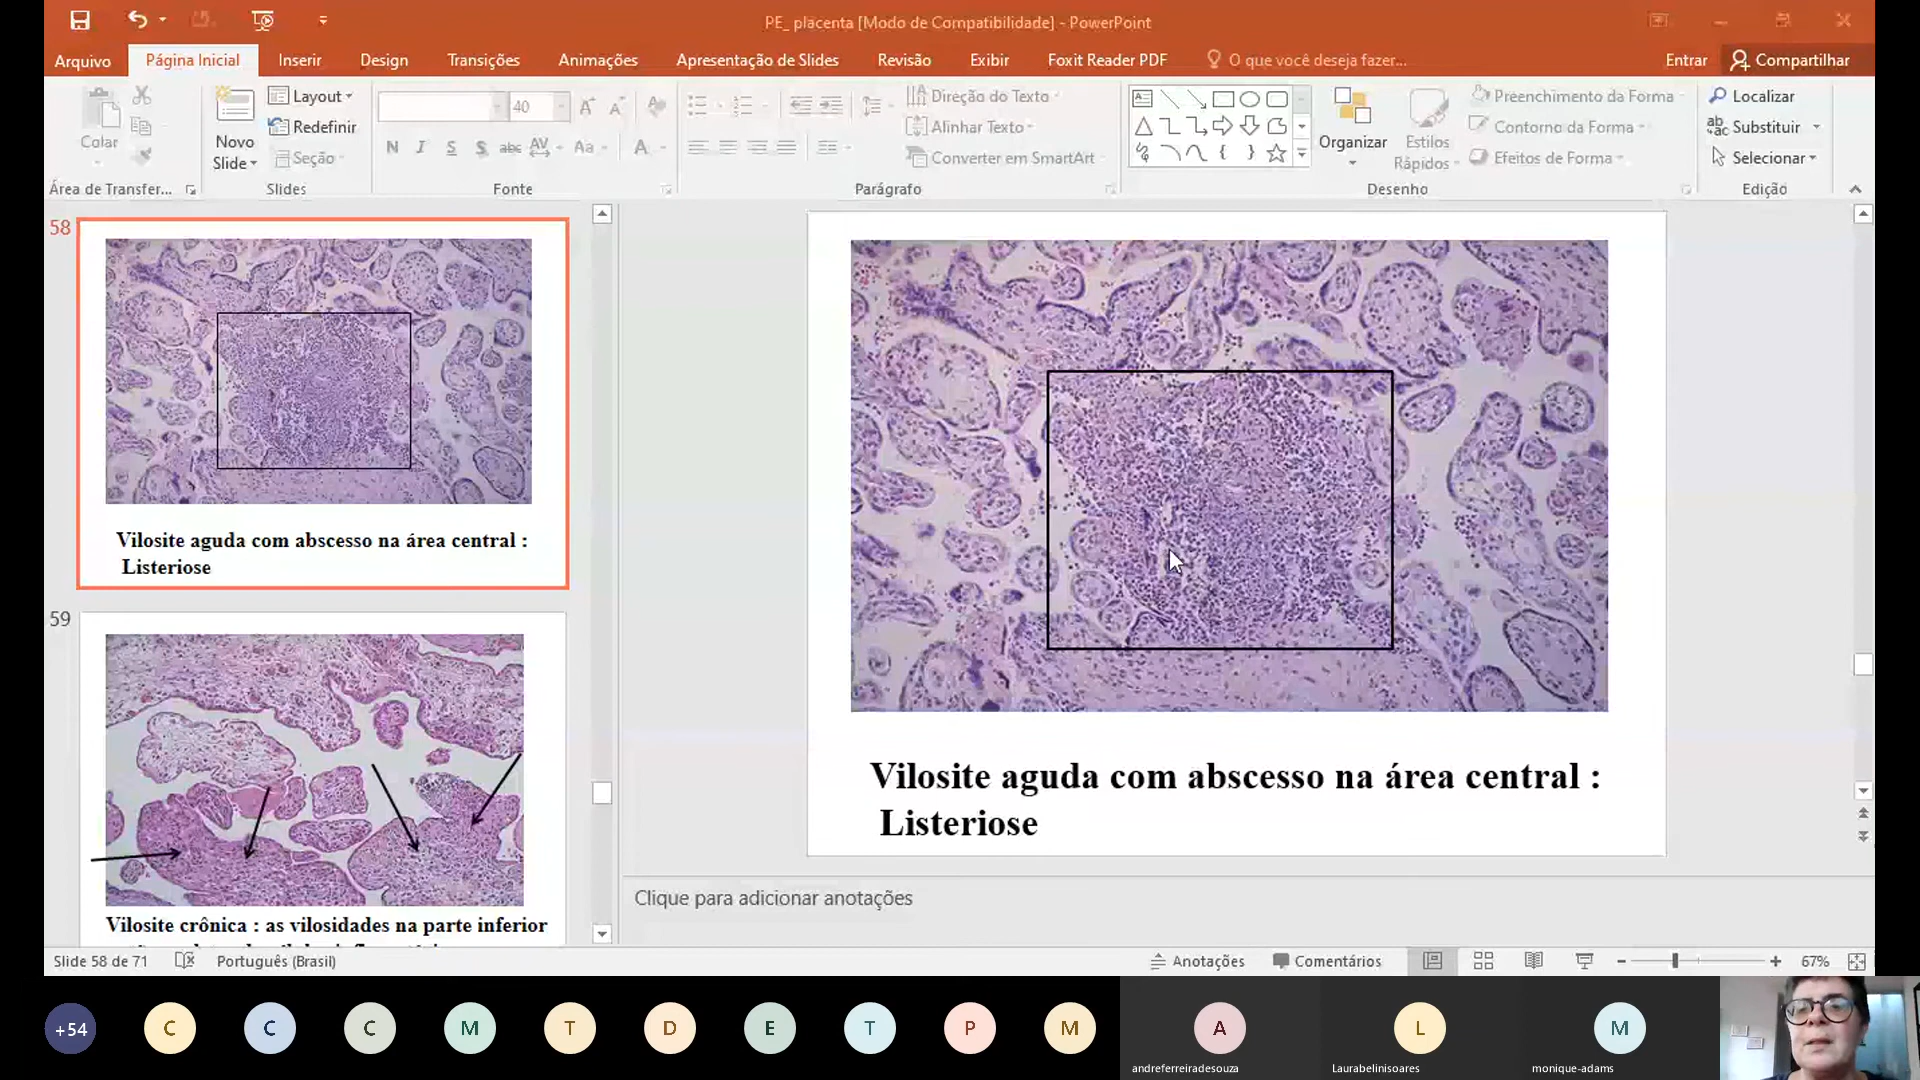 PE_ placenta [Modo de Compatibilidade] - PowerPoint
Arquivo
Página Inicial
Inserir
Design
Transições
Animações
Apresentação de Slides
Revisão
Exibir
Foxit Reader PDF
O que você deseja fazer...
Entrar
Compartilhar
Colar
Área de Transfer...
Novo
Slide
Layout
Redefinir
Seção
Slides
40
N I S S abc AV Aa A
Fonte
Direção do Texto
Alinhar Texto
Converter em SmartArt
Parágrafo
Organizar
Estilos
Rápidos
Preenchimento da Forma
Contorno da Forma
Efeitos de Forma
Desenho
Localizar
Substituir
Selecionar
Edição
58
Vilosite aguda com abscesso na área central :
Listeriose
59
Vilosite crônica : as vilosidades na parte inferior
Vilosite aguda com abscesso na área central :
Listeriose
Clique para adicionar anotações
Slide 58 de 71
Português (Brasil)
Anotações
Comentários
67%
+54
C
C
C
M
T
D
E
T
P
M
A
andreferreiradesouza
L
Laurabelinisoares
M
monique-adams